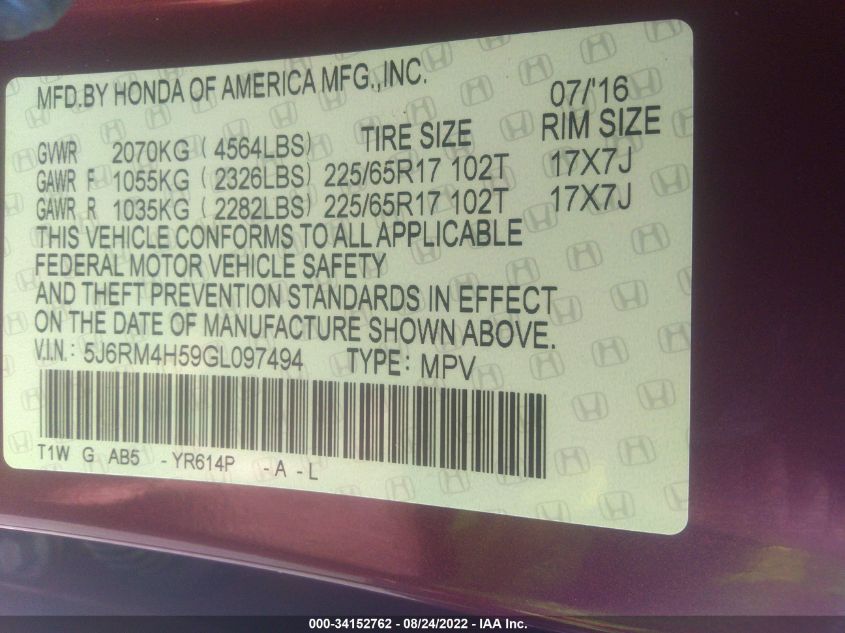 MFD.BY HONDA OF AMERICA MFG.,INC. 07/'16
GVWR 2070KG (4564LBS) TIRE SIZE RIM SIZE
GAWR F 1055KG (2326LBS) 225/65R17 102T 17X7J
GAWR R 1035KG (2282LBS) 225/65R17 102T 17X7J
THIS VEHICLE CONFORMS TO ALL APPLICABLE
FEDERAL MOTOR VEHICLE SAFETY
AND THEFT PREVENTION STANDARDS IN EFFECT
ON THE DATE OF MANUFACTURE SHOWN ABOVE.
V.I.N.: 5J6RM4H59GL097494 TYPE: MPV
T1W G AB5 -YR614P -A -L
000-34152762 - 08/24/2022 - IAA Inc.